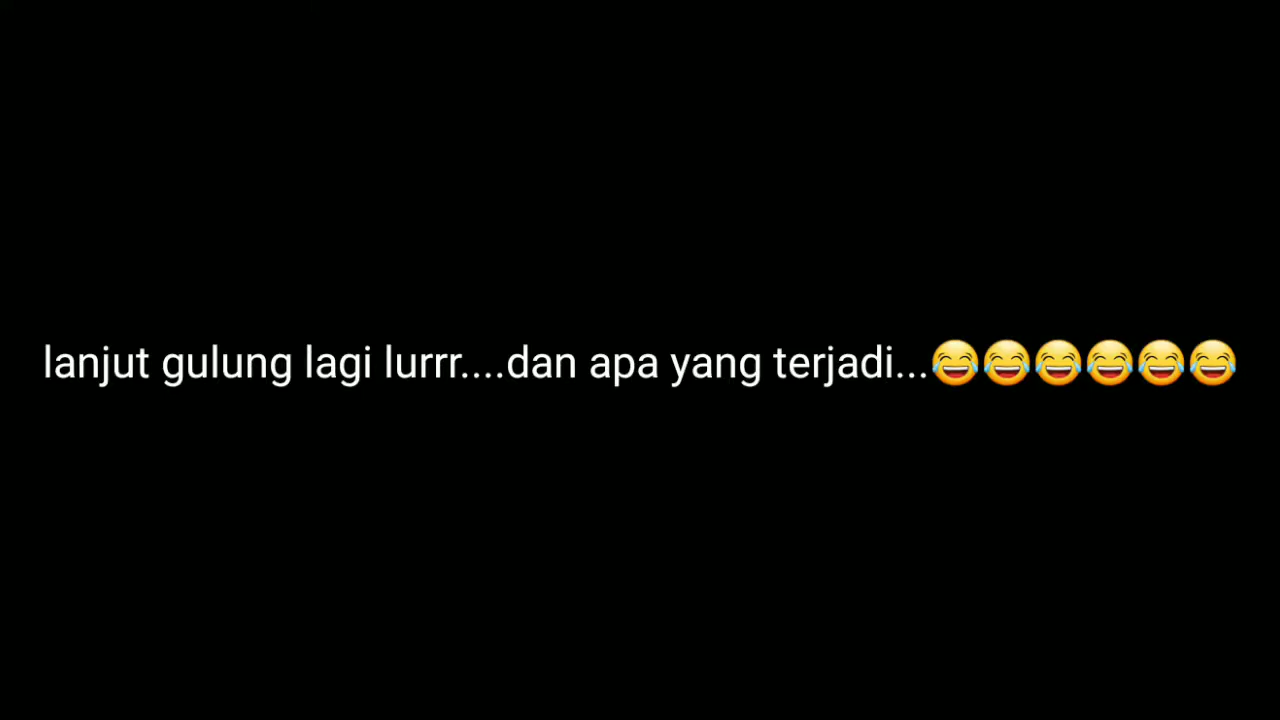 lanjut gulung lagi lurrr....dan apa yang terjadi...😂😂😂😂😂😂